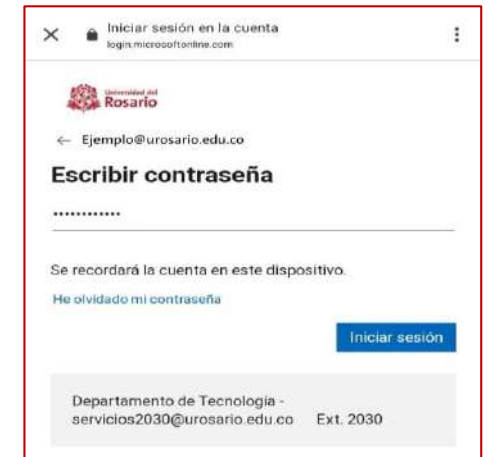 Iniciar sesión en la cuenta
login.microsoftonline.com
Universidad del
Rosario
Ejemplo@urosario.edu.co
Escribir contraseña
Se recordará la cuenta en este dispositivo.
He olvidado mi contraseña
Iniciar sesión
Departamento de Tecnología -
servicios2030@urosario.edu.co Ext. 2030